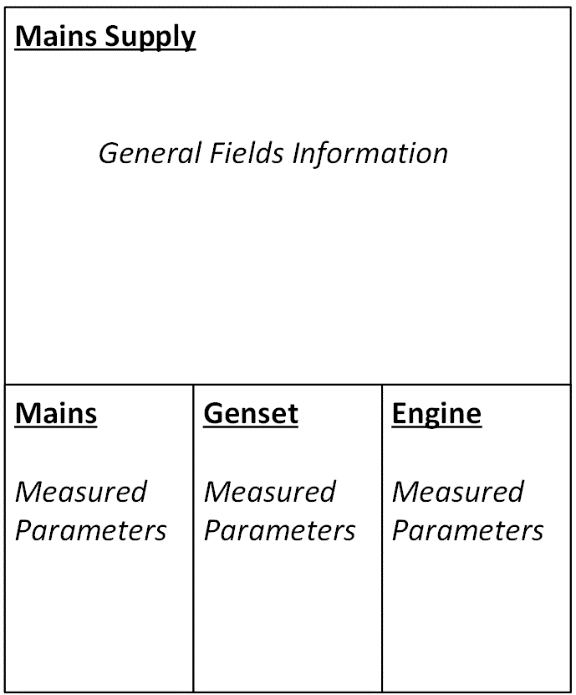 Mains Supply
General Fields Information
Mains
Measured
Parameters
Genset
Measured
Parameters
Engine
Measured
Parameters